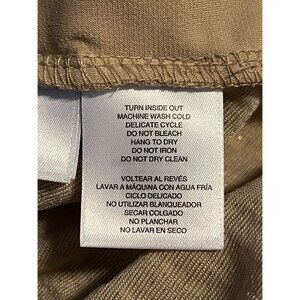 TURN INSIDE OUT
MACHINE WASH COLD
DELICATE CYCLE
DO NOT BLEACH
HANG TO DRY
DO NOT IRON
DO NOT DRY CLEAN
VOLTEAR AL REVÉS
LAVAR A MÁQUINA CON AGUA FRÍA
CICLO DELICADO
NO UTILIZAR BLANQUEADOR
SECAR COLGADO
NO PLANCHAR
NO LAVAR EN SECO